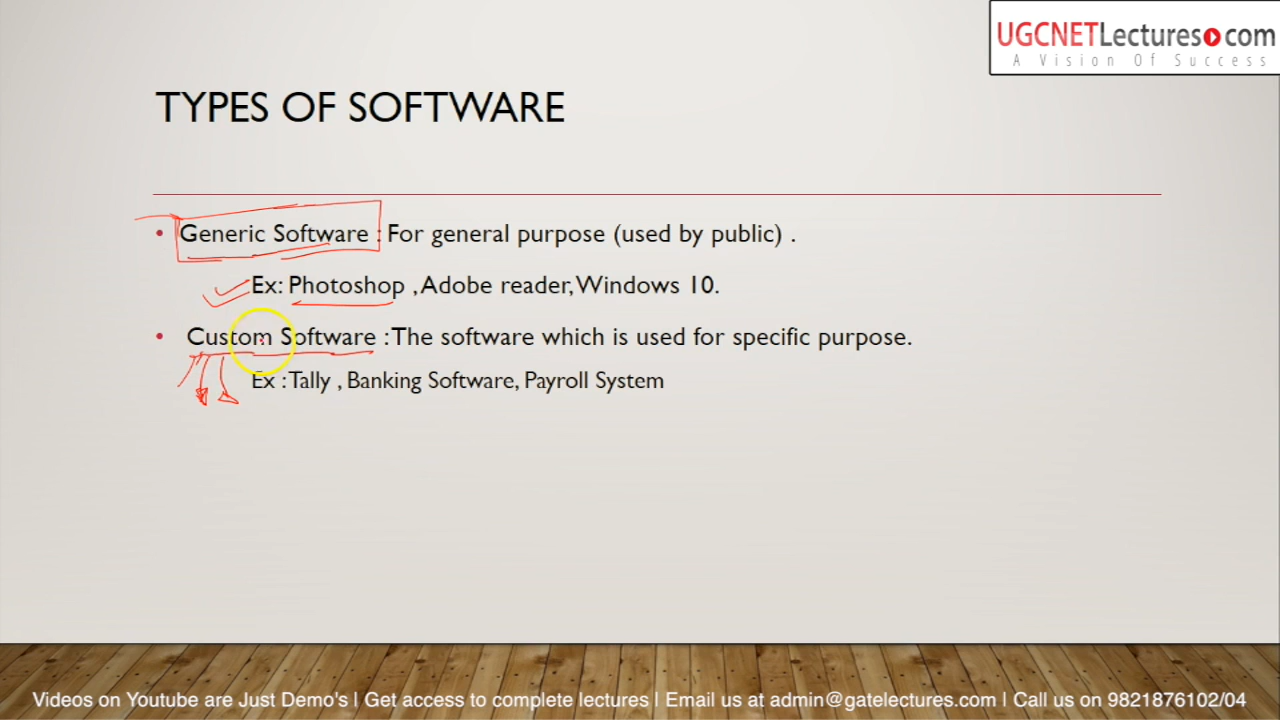 UGCNETLectures.com
A Vision Of Success
TYPES OF SOFTWARE
• Generic Software : For general purpose (used by public) .
Ex: Photoshop , Adobe reader, Windows 10.
• Custom Software : The software which is used for specific purpose.
Ex : Tally , Banking Software, Payroll System
Videos on Youtube are Just Demo's | Get access to complete lectures | Email us at admin@gatelectures.com | Call us on 9821876102/04